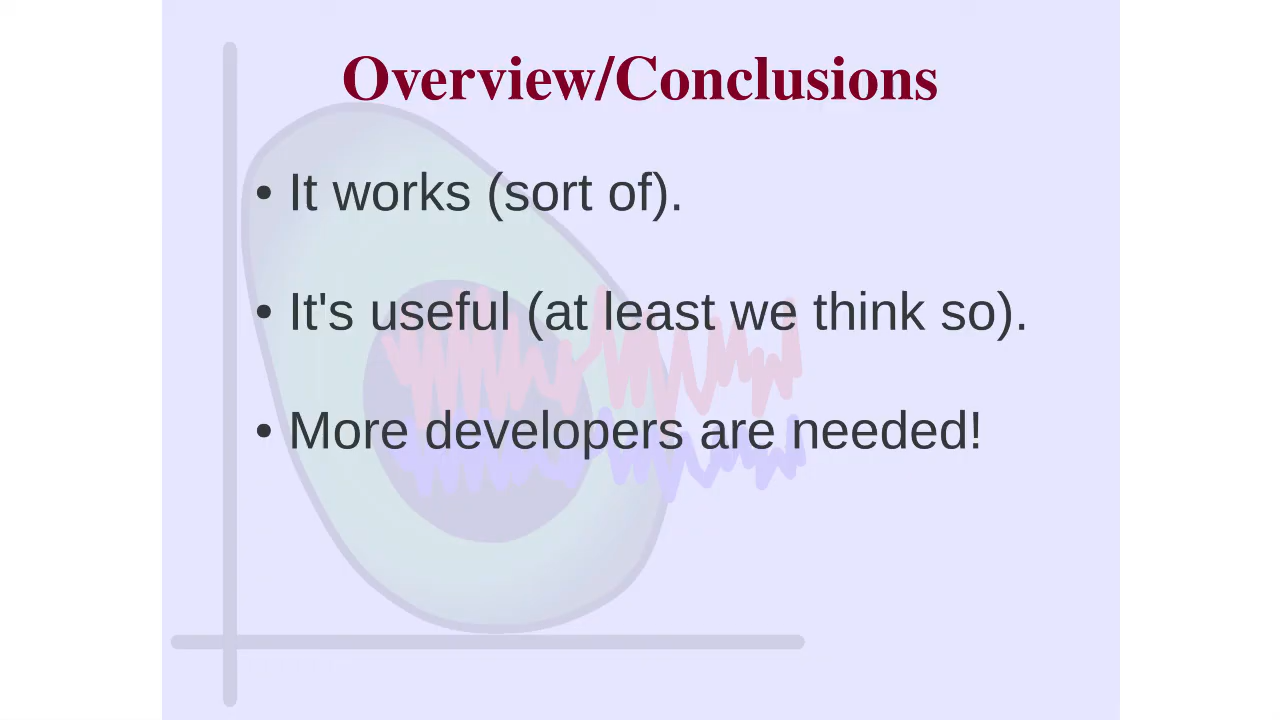 Overview/Conclusions
• It works (sort of).
• It's useful (at least we think so).
• More developers are needed!